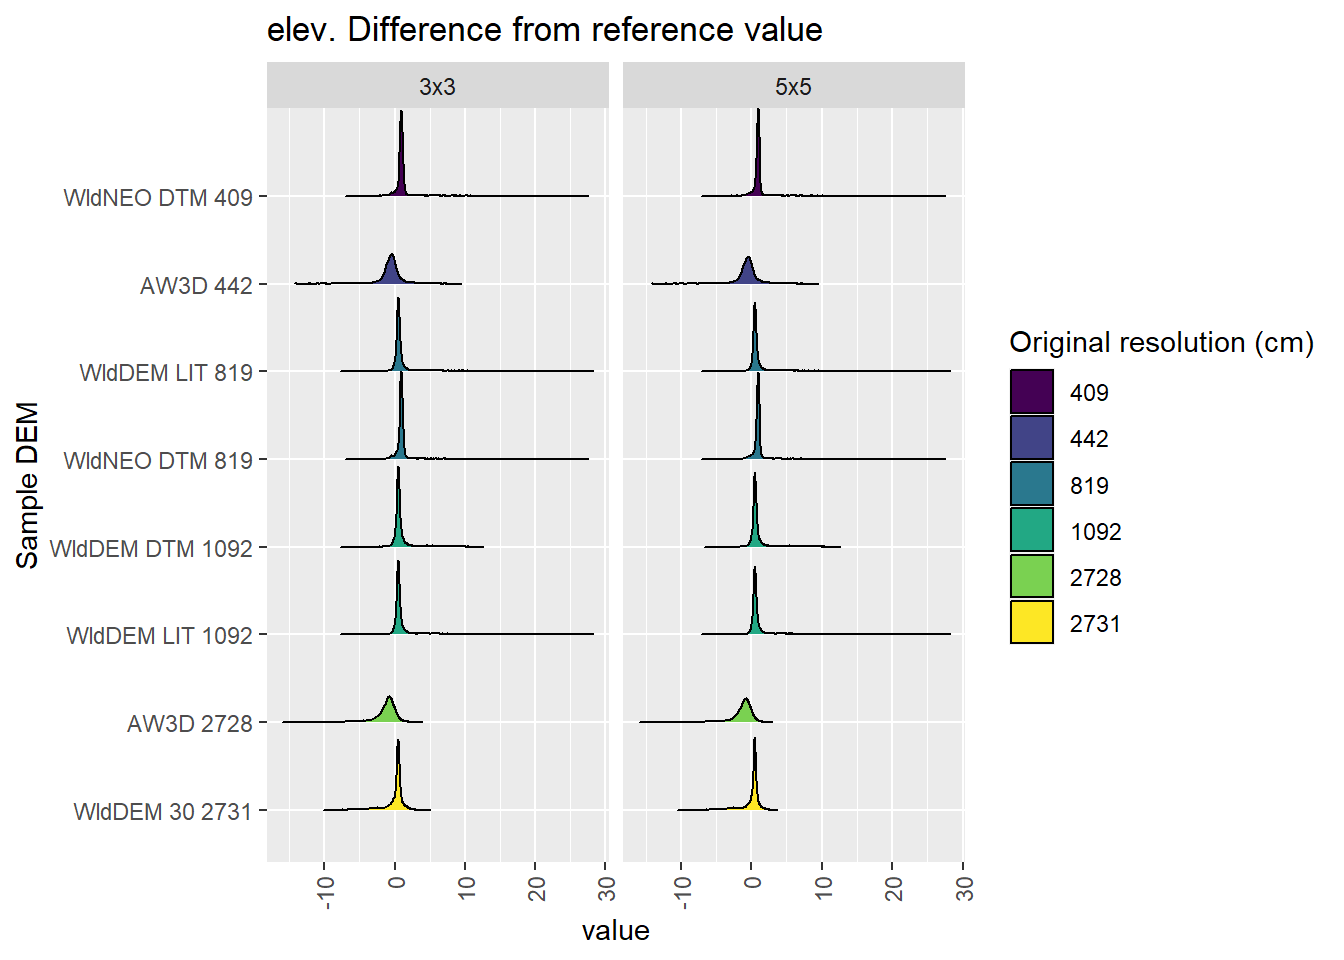 elev. Difference from reference value
3x3
5x5
Sample DEM
WldNEO DTM 409
AW3D 442
WldDEM LIT 819
WldNEO DTM 819
WldDEM DTM 1092
WldDEM LIT 1092
AW3D 2728
WldDEM 30 2731
-10 0 10 20 30
-10 0 10 20 30
value
Original resolution (cm)
409
442
819
1092
2728
2731